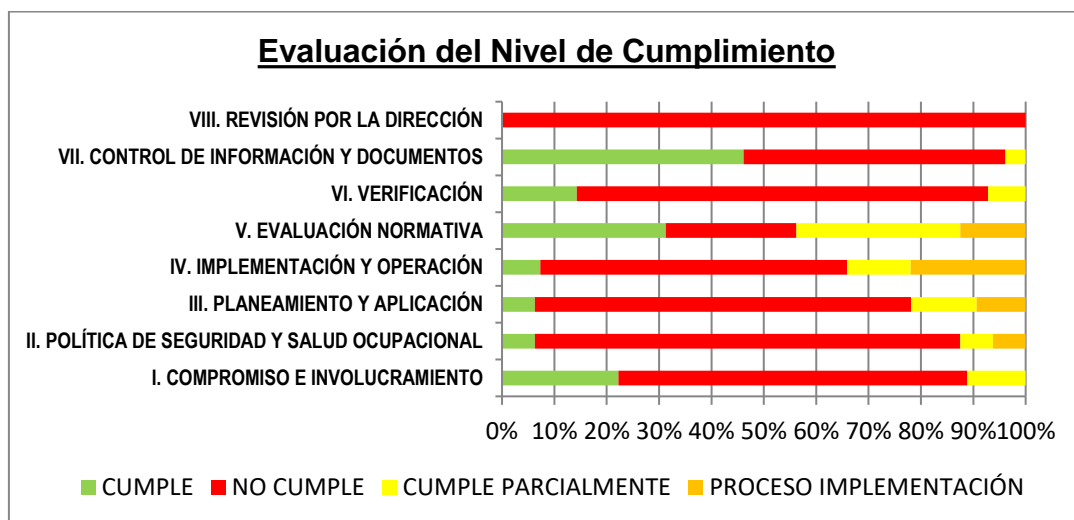 Evaluación del Nivel de Cumplimiento
VIII. REVISIÓN POR LA DIRECCIÓN
VII. CONTROL DE INFORMACIÓN Y DOCUMENTOS
VI. VERIFICACIÓN
V. EVALUACIÓN NORMATIVA
IV. IMPLEMENTACIÓN Y OPERACIÓN
III. PLANEAMIENTO Y APLICACIÓN
II. POLÍTICA DE SEGURIDAD Y SALUD OCUPACIONAL
I. COMPROMISO E INVOLUCRAMIENTO
0% 10% 20% 30% 40% 50% 60% 70% 80% 90% 100%
CUMPLE NO CUMPLE CUMPLE PARCIALMENTE PROCESO IMPLEMENTACIÓN